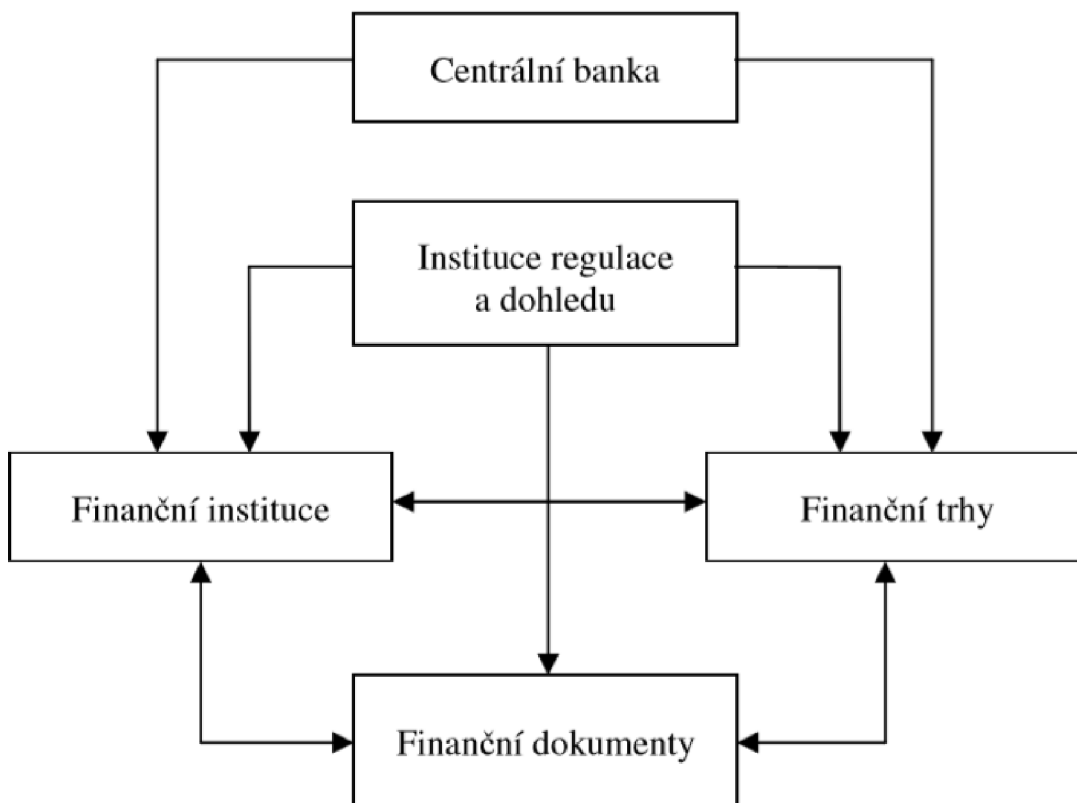 Centrální banka
Instituce regulace
a dohledu
Finanční instituce
Finanční trhy
Finanční dokumenty